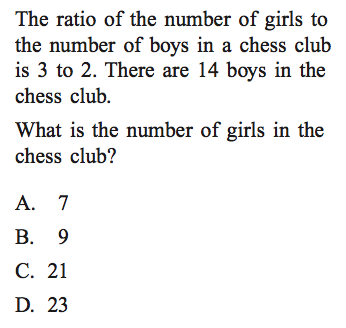 The ratio of the number of girls to
the number of boys in a chess club
is 3 to 2. There are 14 boys in the
chess club.
What is the number of girls in the
chess club?
A. 7
B. 9
C. 21
D. 23